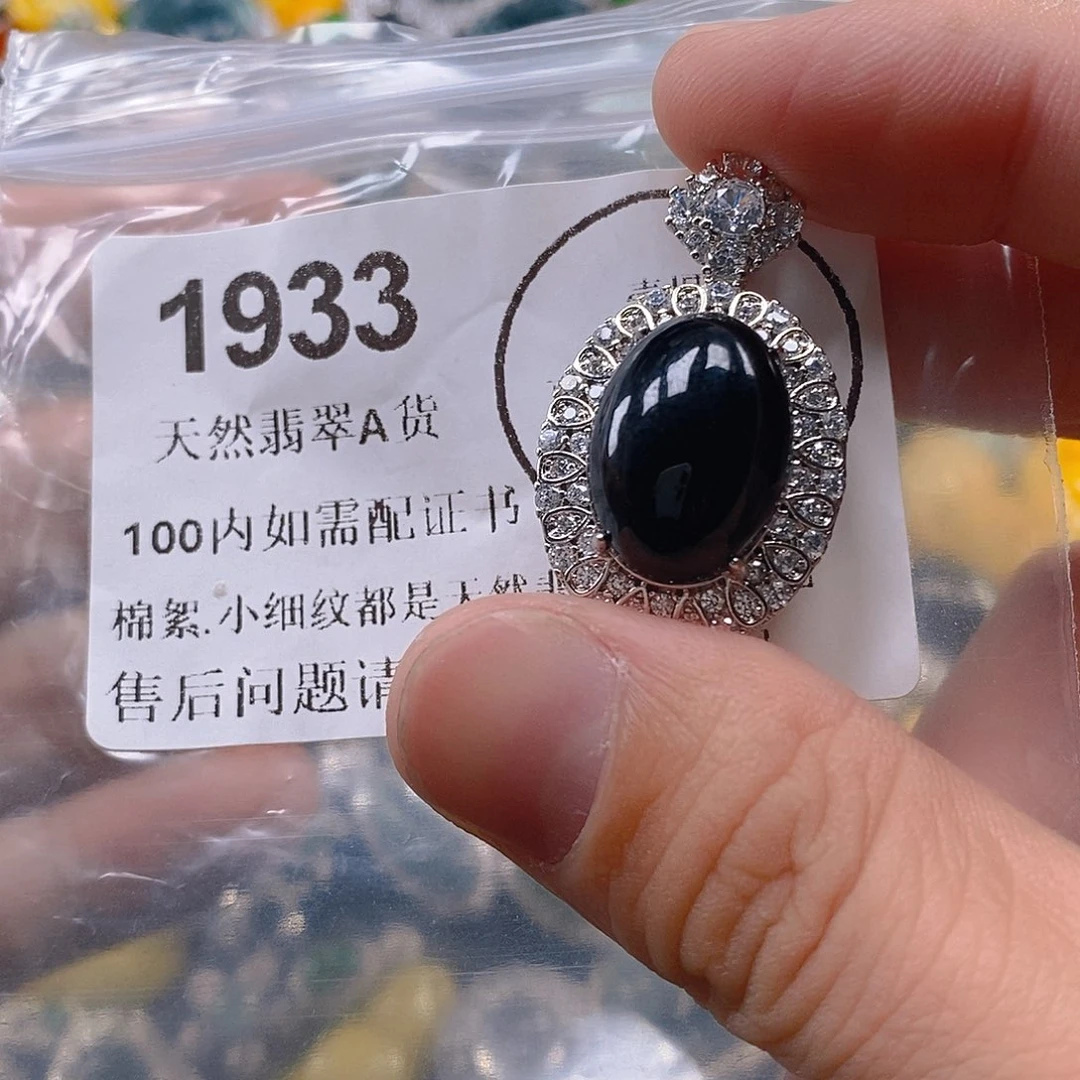 1933
天然翡翠A货
100内如需配证书
棉絮.小细纹都是天然
售后问题请